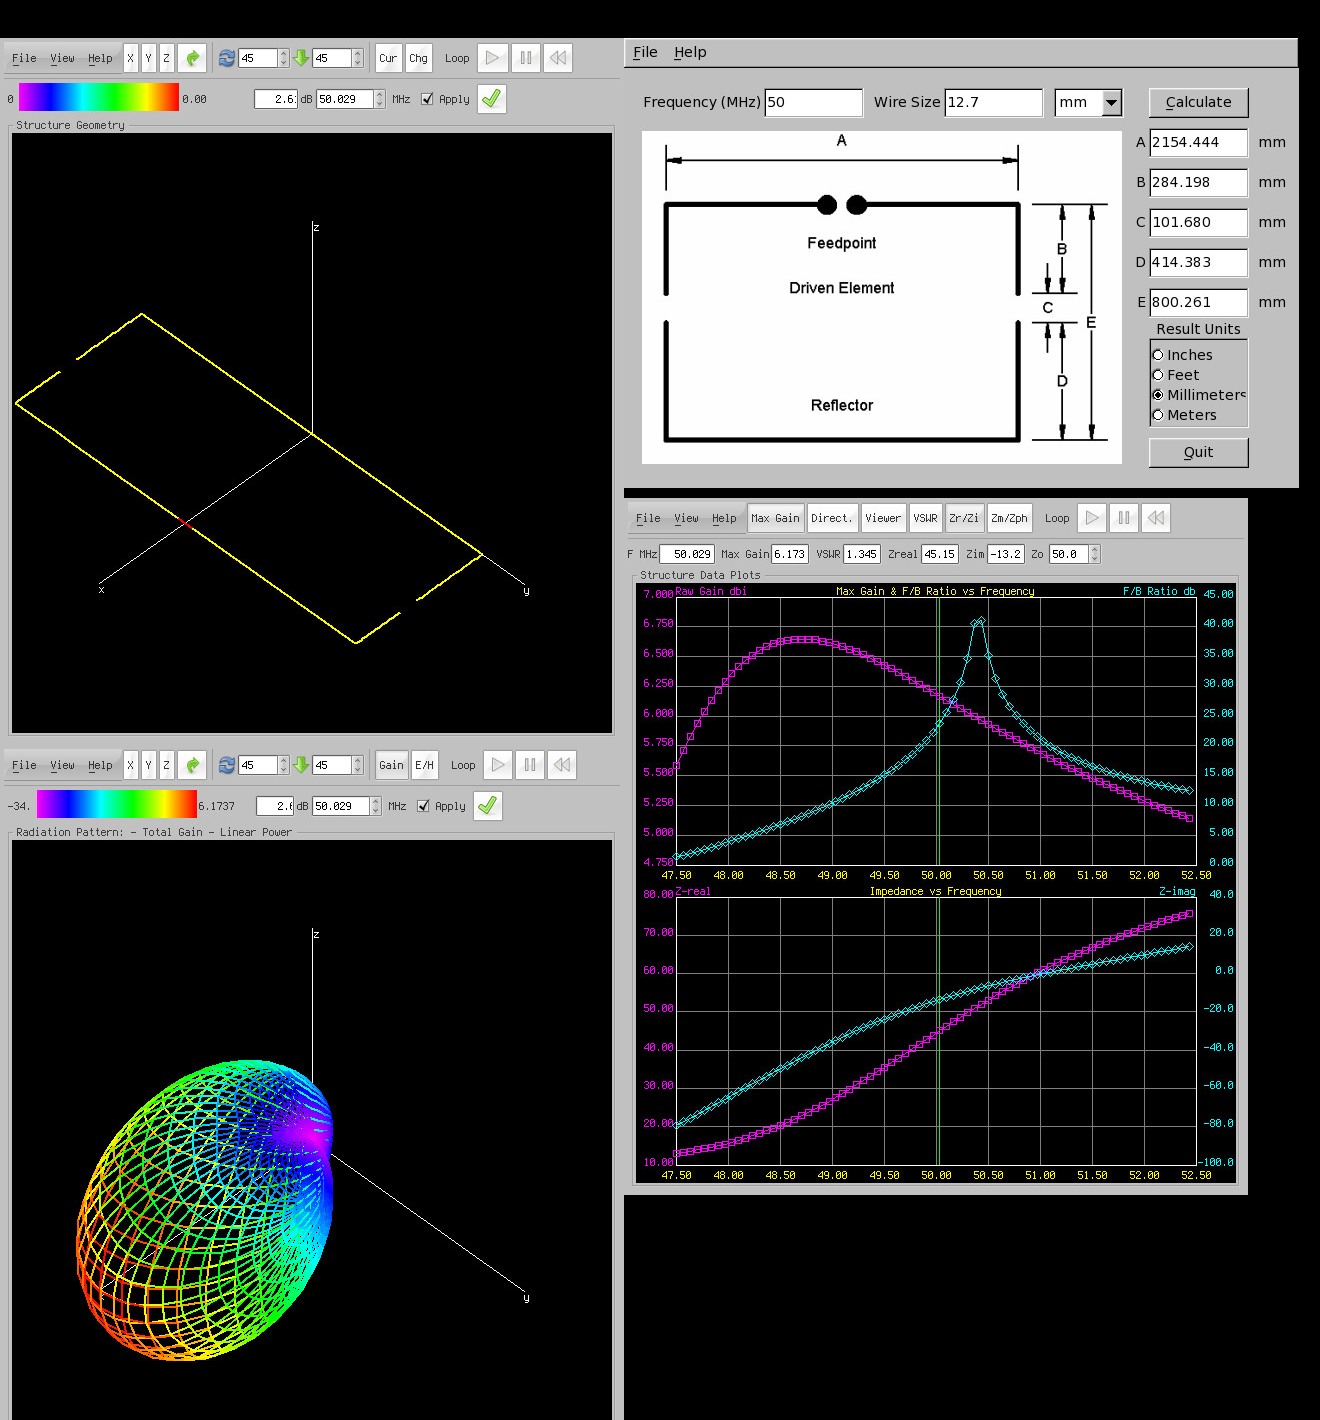 File View Help X Y Z 45 45 Cur Chg Loop
0 0.00 2.6 dB 50.029 MHz Apply
Structure Geometry
z
x
y
File View Help X Y Z 45 45 Gain E/H Loop
-34. 6.1737 2.6 dB 50.029 MHz Apply
Radiation Pattern: - Total Gain - Linear Power
z
y
File Help
Frequency (MHz) 50 Wire Size 12.7 mm Calculate
A
Feedpoint
Driven Element
Reflector
B
C
E
D
A 2154.444 mm
B 284.198 mm
C 101.680 mm
D 414.383 mm
E 800.261 mm
Result Units
Inches
Feet
Millimeters
Meters
Quit
File View Help Max Gain Direct. Viewer VSWR Zr/Zi Zm/Zph Loop
F MHz 50.029 Max Gain 6.173 VSWR 1.345 Zreal 45.15 Zim -13.2 Zo 50.0
Structure Data Plots
7.000 Raw Gain dbi Max Gain & F/B Ratio vs Frequency F/B Ratio db 45.00
6.750 40.00
6.500 35.00
6.250 30.00
6.000 25.00
5.750 20.00
5.500 15.00
5.250 10.00
5.000 5.00
4.750 0.00
47.50 48.00 48.50 49.00 49.50 50.00 50.50 51.00 51.50 52.00 52.50
80.00 Z-real Impedance vs Frequency Z-imag 40.0
70.00 20.0
60.00 0.0
50.00 -20.0
40.00 -40.0
30.00 -60.0
20.00 -80.0
10.00 -100.0
47.50 48.00 48.50 49.00 49.50 50.00 50.50 51.00 51.50 52.00 52.50